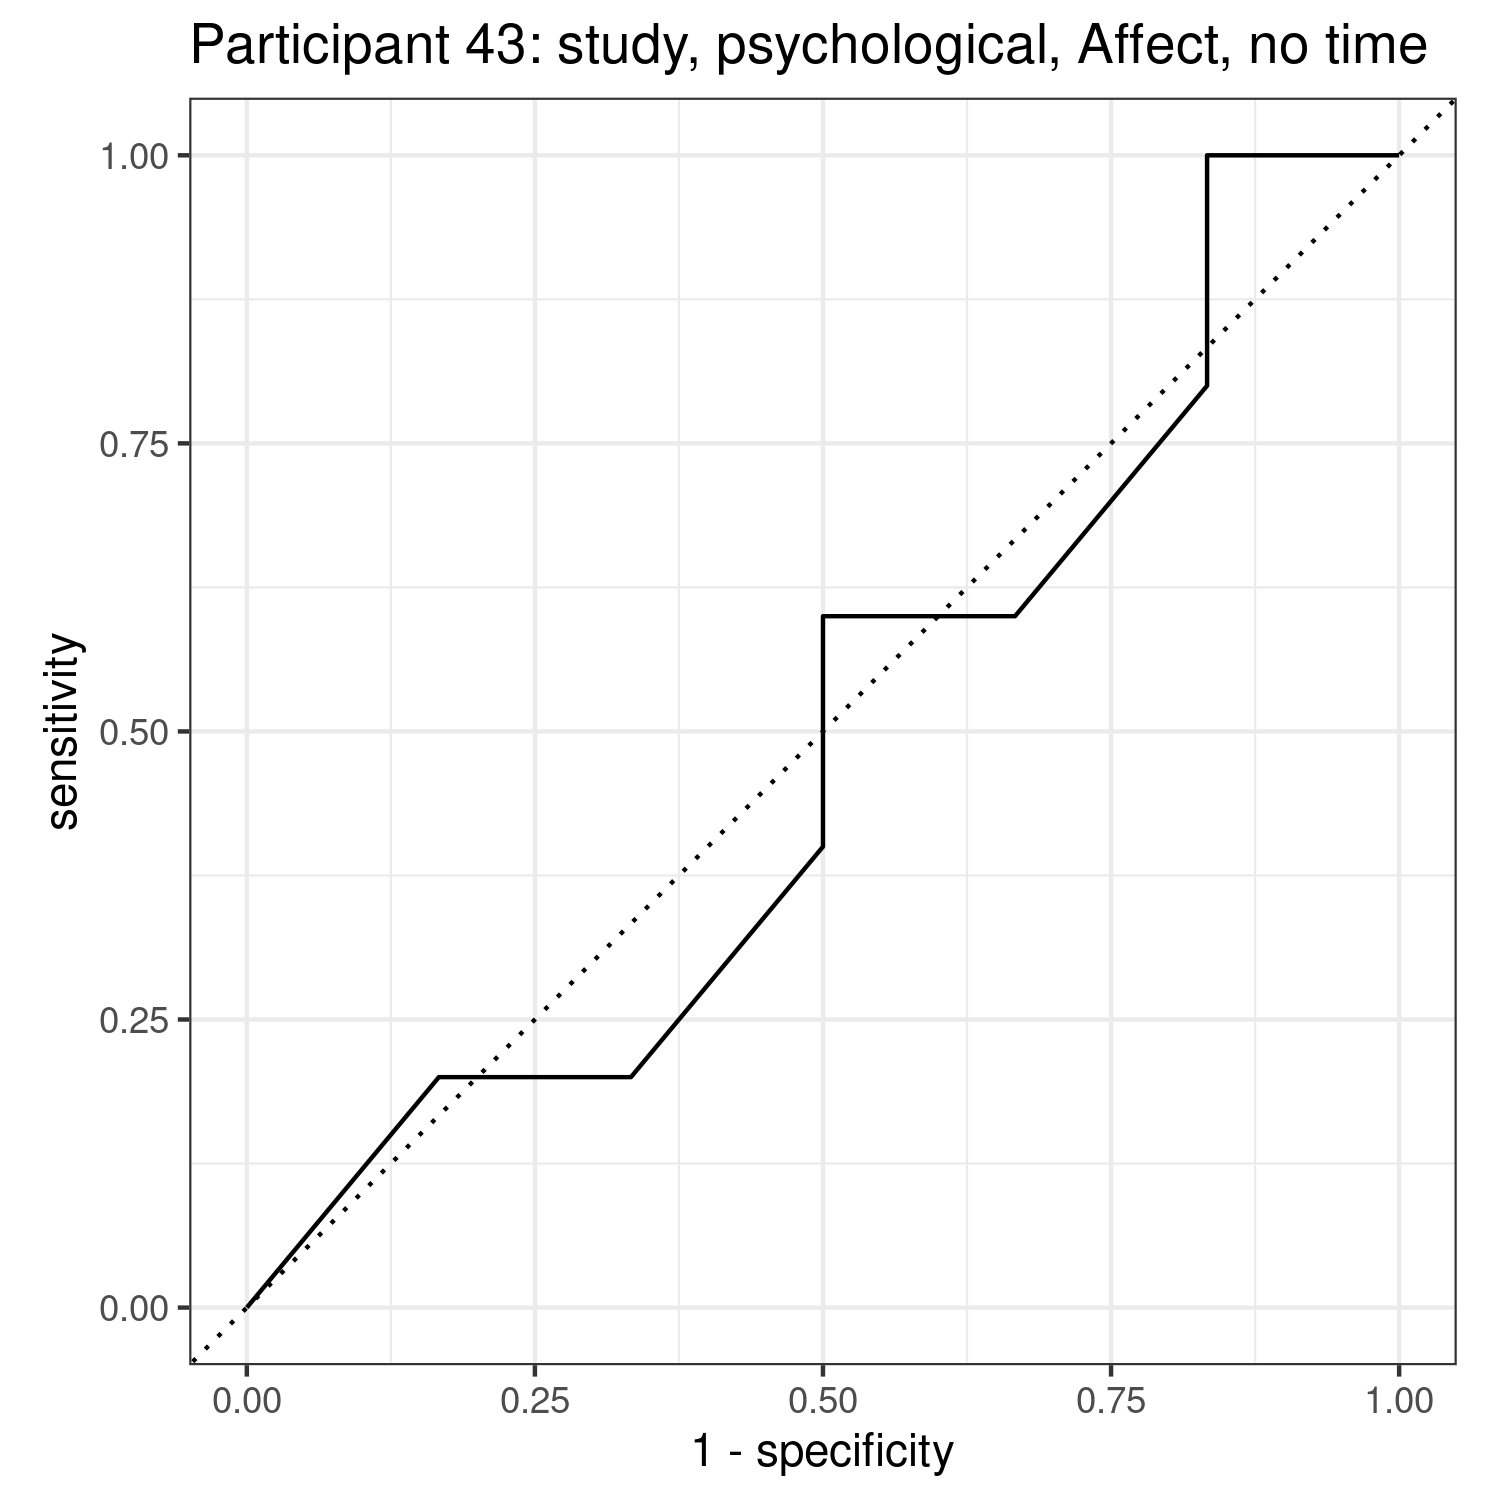 Participant 43: study, psychological, Affect, no time
1.00
0.75
0.50
0.25
0.00
sensitivity
0.00 0.25 0.50 0.75 1.00
1 - specificity